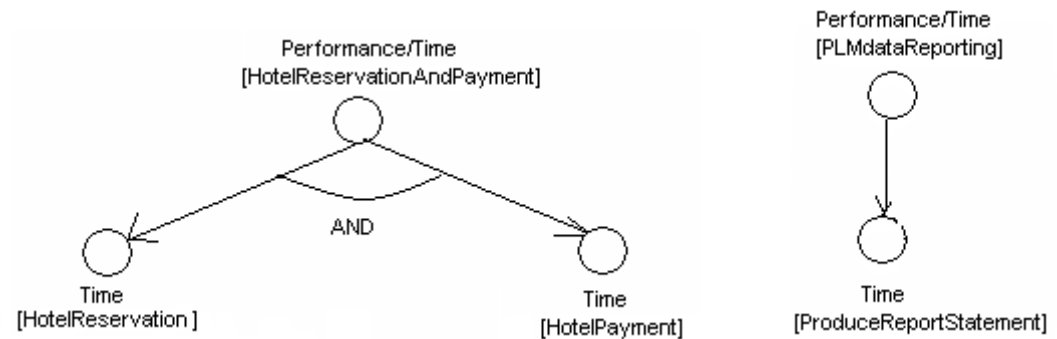 Performance/Time
[HotelReservationAndPayment]
AND
Time
[HotelReservation ]
Time
[HotelPayment]
Performance/Time
[PLMdataReporting]
Time
[ProduceReportStatement]